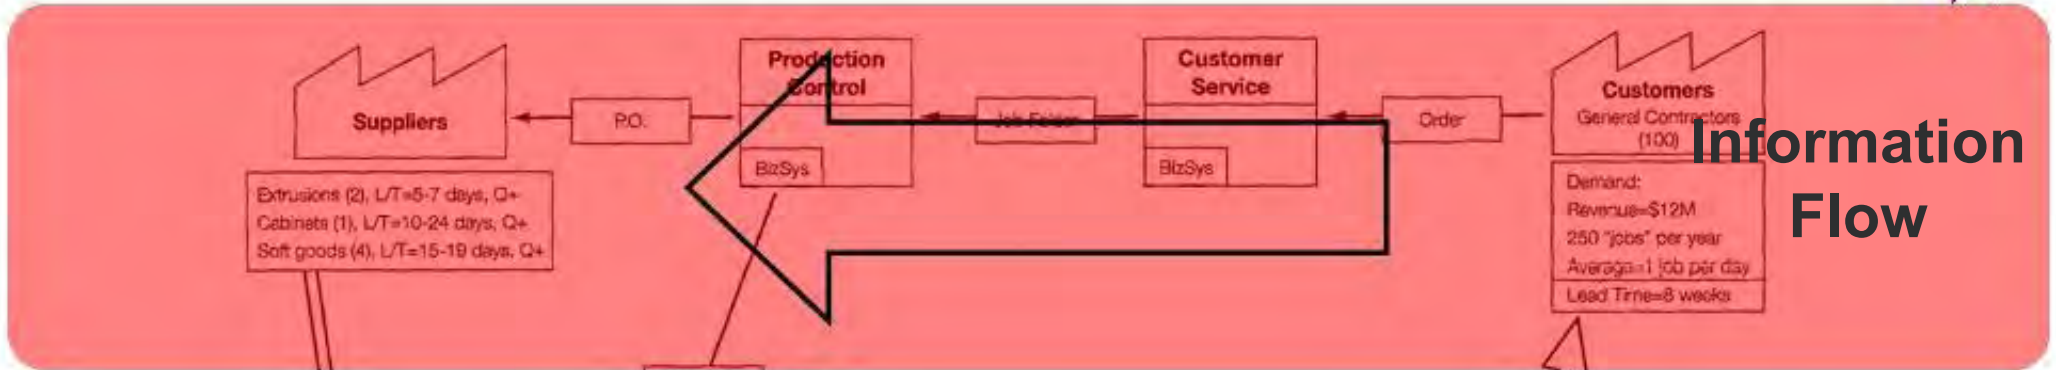 Suppliers
Extrusions (2), L/T=5-7 days, Q+
Cabinets (1), L/T=10-24 days, Q+
Soft goods (4), L/T=15-19 days, Q+
P.O.
Production
Control
BizSys
Job Folder
Customer
Service
BizSys
Order
Customers
General Contractors
(100)
Demand:
Revenue=$12M
250 "jobs" per year
Average=1 job per day
Lead Time=8 weeks
Information
Flow